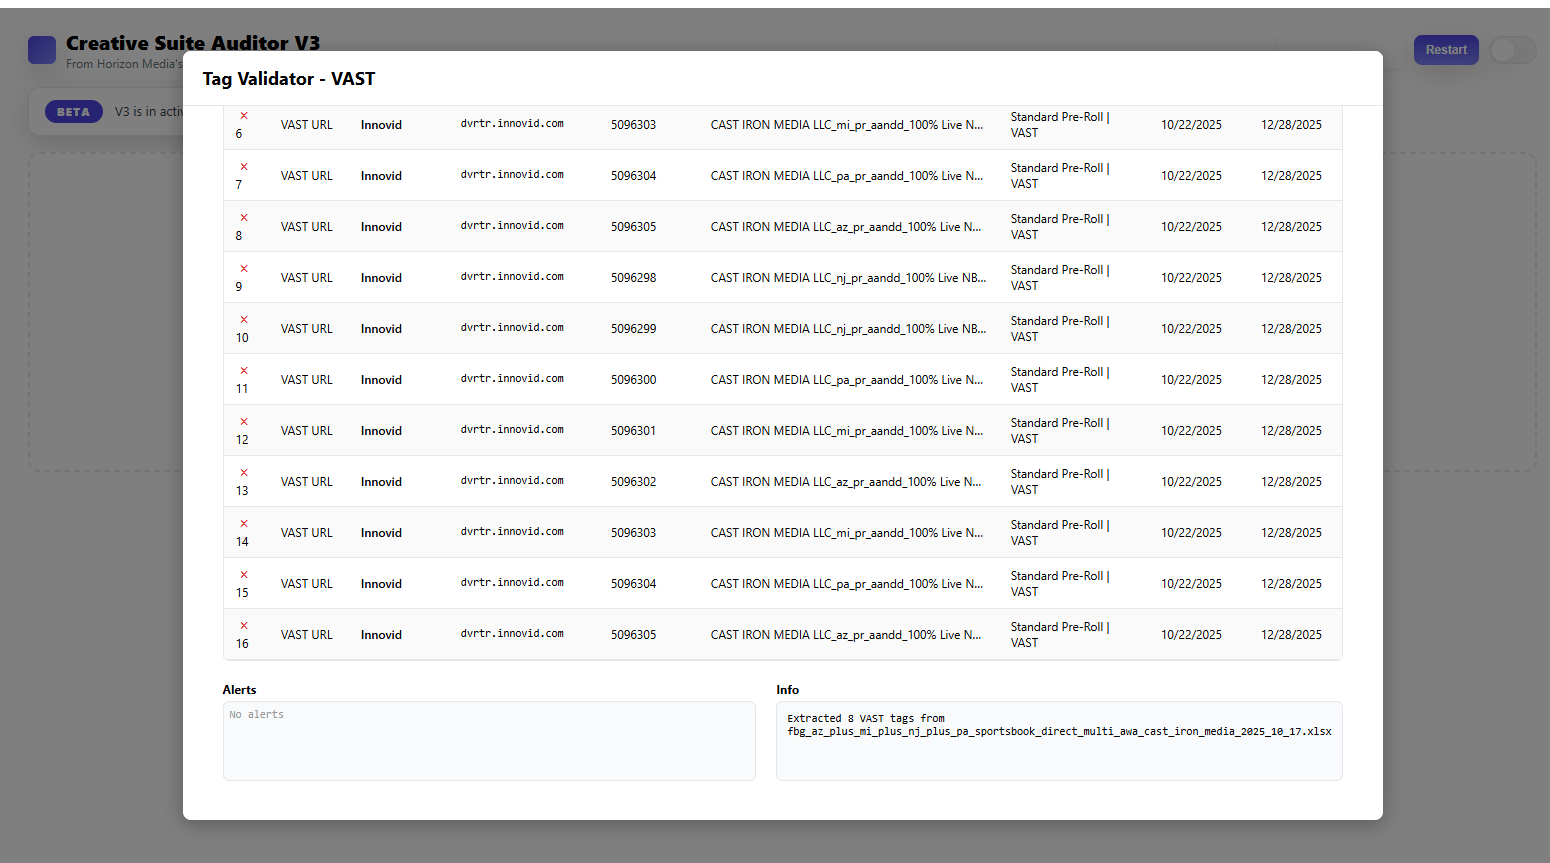 Creative Suite Auditor V3
From Horizon Media's
Restart
BETA V3 is in activ
Tag Validator - VAST
× 6 VAST URL Innovid dvrtr.innovid.com 5096303 CAST IRON MEDIA LLC_mi_pr_aandd_100% Live N... Standard Pre-Roll | VAST 10/22/2025 12/28/2025
× 7 VAST URL Innovid dvrtr.innovid.com 5096304 CAST IRON MEDIA LLC_pa_pr_aandd_100% Live N... Standard Pre-Roll | VAST 10/22/2025 12/28/2025
× 8 VAST URL Innovid dvrtr.innovid.com 5096305 CAST IRON MEDIA LLC_az_pr_aandd_100% Live N... Standard Pre-Roll | VAST 10/22/2025 12/28/2025
× 9 VAST URL Innovid dvrtr.innovid.com 5096298 CAST IRON MEDIA LLC_nj_pr_aandd_100% Live NB... Standard Pre-Roll | VAST 10/22/2025 12/28/2025
× 10 VAST URL Innovid dvrtr.innovid.com 5096299 CAST IRON MEDIA LLC_nj_pr_aandd_100% Live NB... Standard Pre-Roll | VAST 10/22/2025 12/28/2025
× 11 VAST URL Innovid dvrtr.innovid.com 5096300 CAST IRON MEDIA LLC_pa_pr_aandd_100% Live N... Standard Pre-Roll | VAST 10/22/2025 12/28/2025
× 12 VAST URL Innovid dvrtr.innovid.com 5096301 CAST IRON MEDIA LLC_mi_pr_aandd_100% Live N... Standard Pre-Roll | VAST 10/22/2025 12/28/2025
× 13 VAST URL Innovid dvrtr.innovid.com 5096302 CAST IRON MEDIA LLC_az_pr_aandd_100% Live N... Standard Pre-Roll | VAST 10/22/2025 12/28/2025
× 14 VAST URL Innovid dvrtr.innovid.com 5096303 CAST IRON MEDIA LLC_mi_pr_aandd_100% Live N... Standard Pre-Roll | VAST 10/22/2025 12/28/2025
× 15 VAST URL Innovid dvrtr.innovid.com 5096304 CAST IRON MEDIA LLC_pa_pr_aandd_100% Live N... Standard Pre-Roll | VAST 10/22/2025 12/28/2025
× 16 VAST URL Innovid dvrtr.innovid.com 5096305 CAST IRON MEDIA LLC_az_pr_aandd_100% Live N... Standard Pre-Roll | VAST 10/22/2025 12/28/2025
Alerts
No alerts
Info
Extracted 8 VAST tags from
fbg_az_plus_mi_plus_nj_plus_pa_sportsbook_direct_multi_awa_cast_iron_media_2025_10_17.xlsx